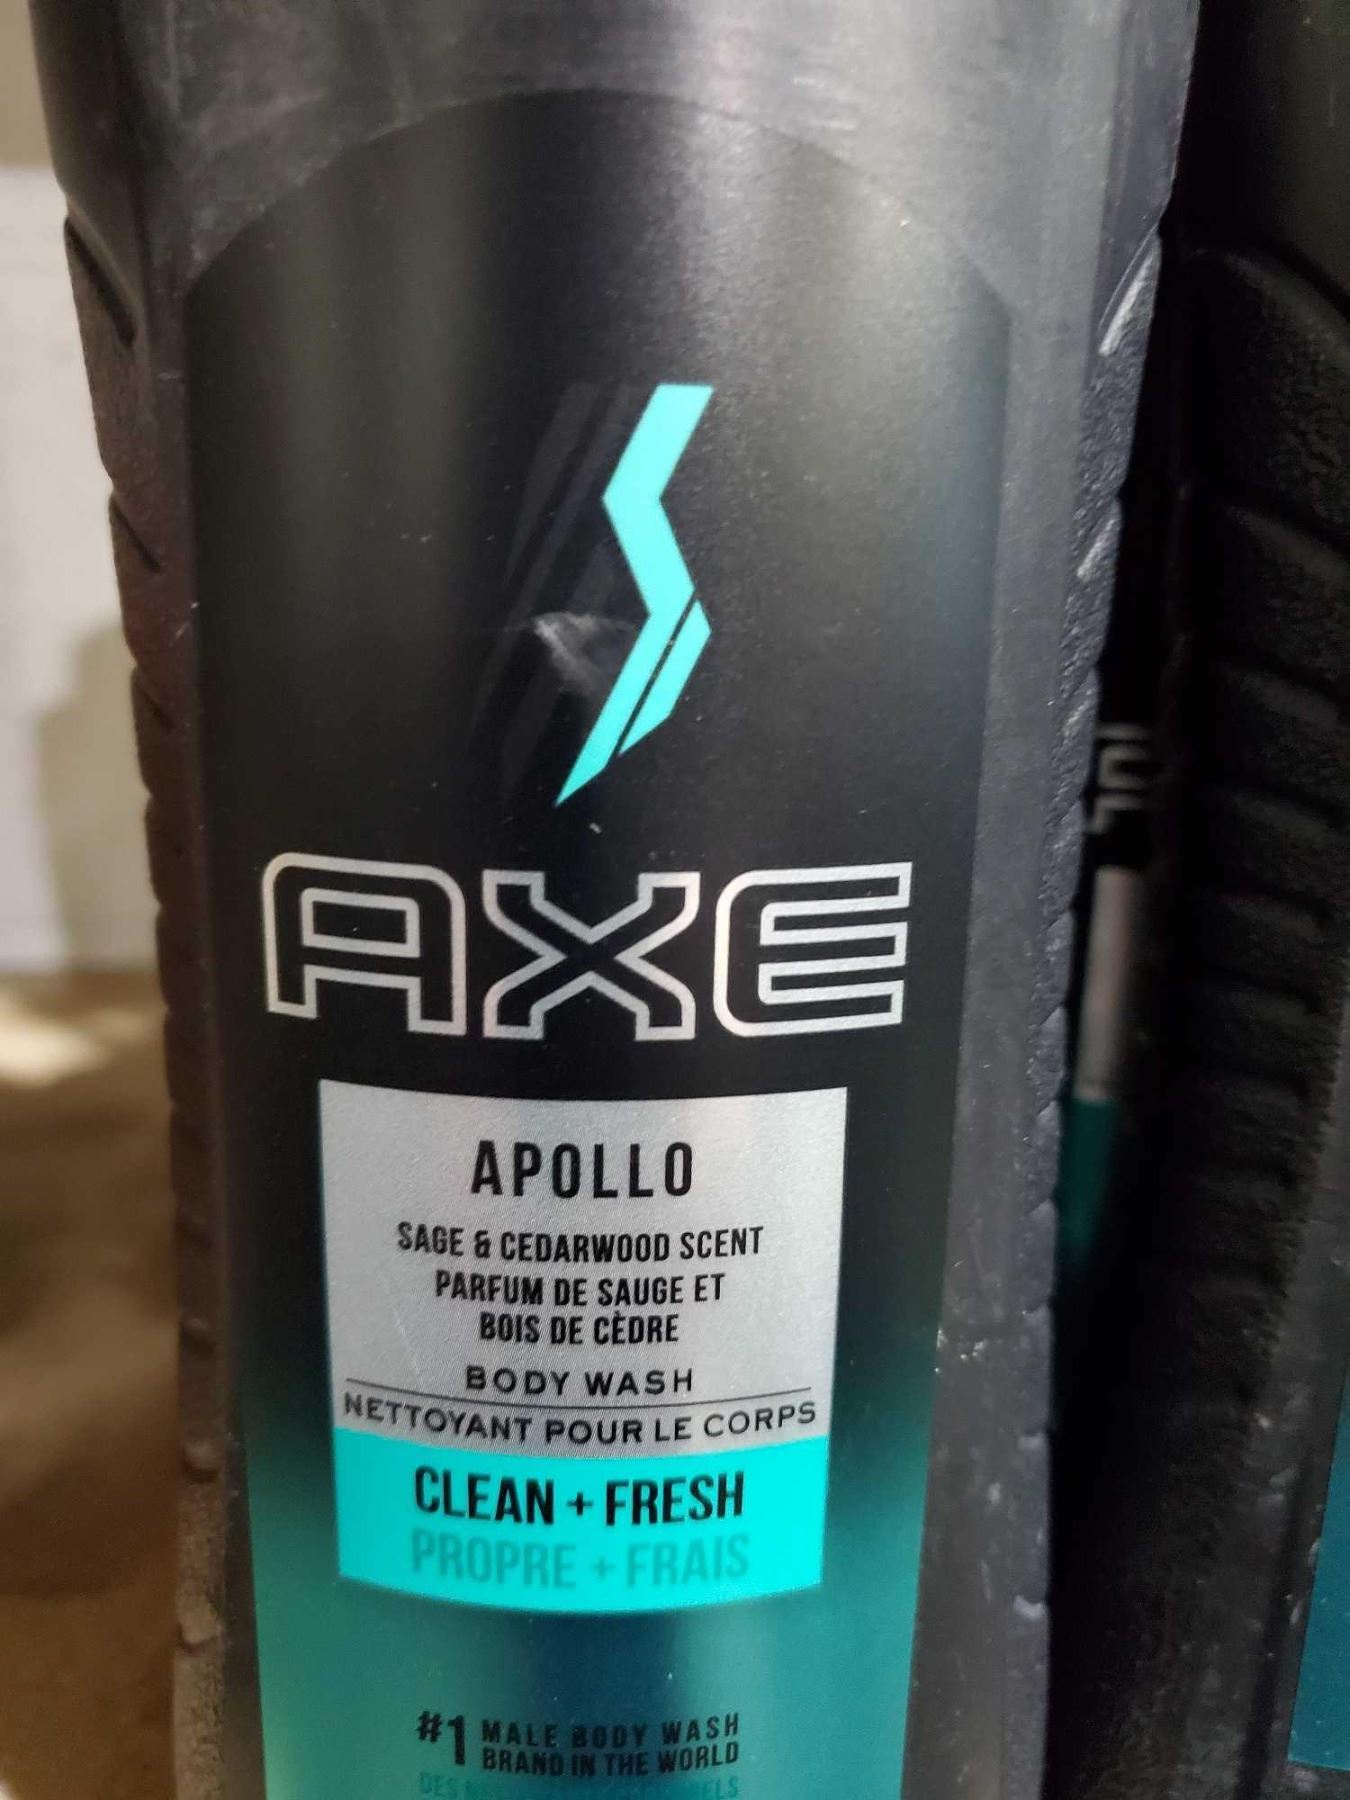 AXE
APOLLO
SAGE & CEDARWOOD SCENT
PARFUM DE SAUGE ET
BOIS DE CÈDRE
BODY WASH
NETTOYANT POUR LE CORPS
CLEAN + FRESH
PROPRE + FRAIS
#1 MALE BODY WASH
BRAND IN THE WORLD